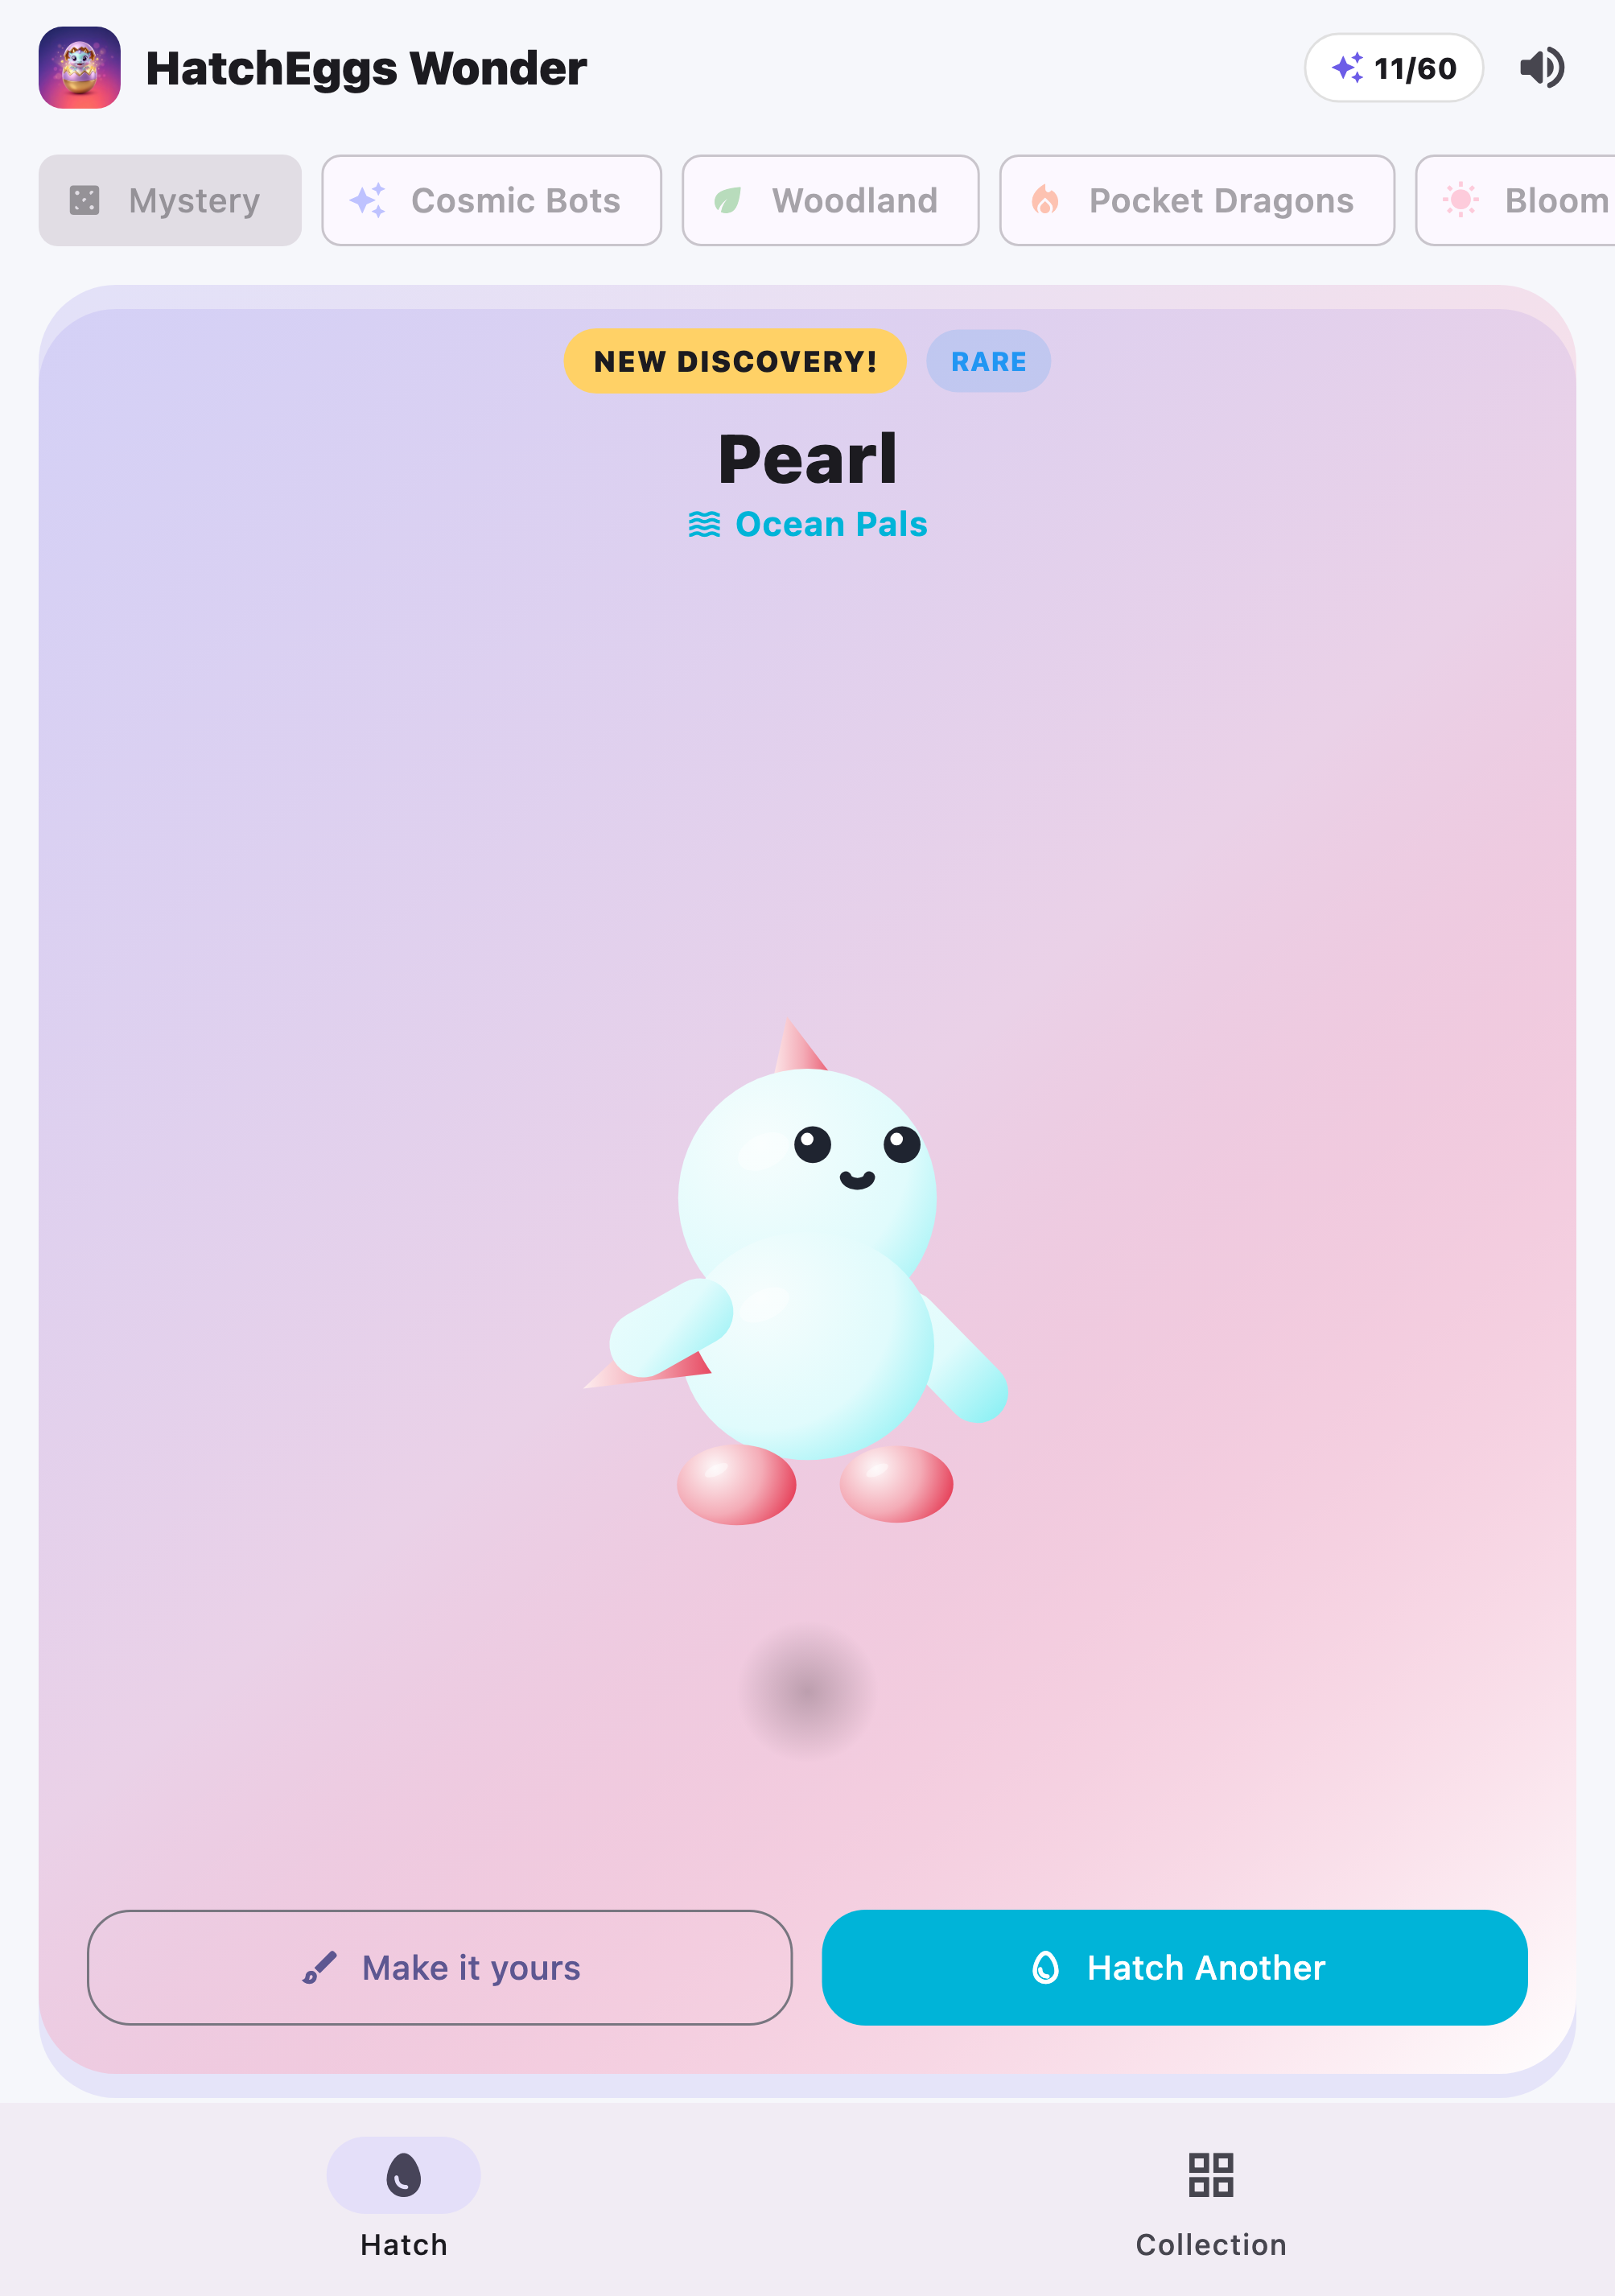 HatchEggs Wonder
11/60
Mystery
Cosmic Bots
Woodland
Pocket Dragons
Bloom
NEW DISCOVERY!
RARE
Pearl
Ocean Pals
Make it yours
Hatch Another
Hatch
Collection